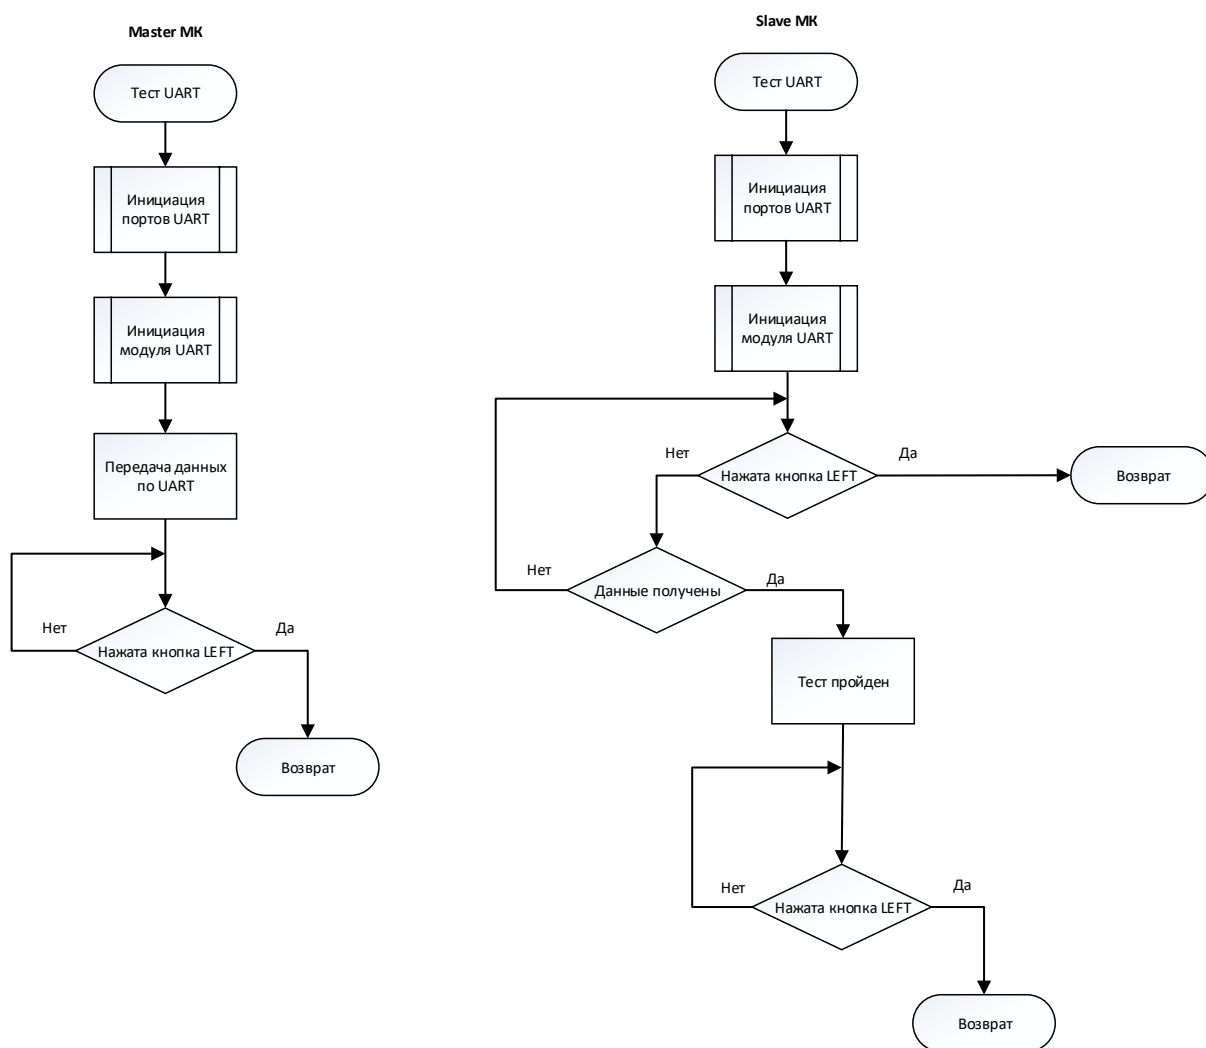 Master МК
Тест UART
Инициация
портов UART
Инициация
модуля UART
Передача данных
по UART
Нет
Да
Нажата кнопка LEFT
Возврат
Slave МК
Тест UART
Инициация
портов UART
Инициация
модуля UART
Нет
Да
Нажата кнопка LEFT
Возврат
Нет
Да
Данные получены
Тест пройден
Нет
Да
Нажата кнопка LEFT
Возврат